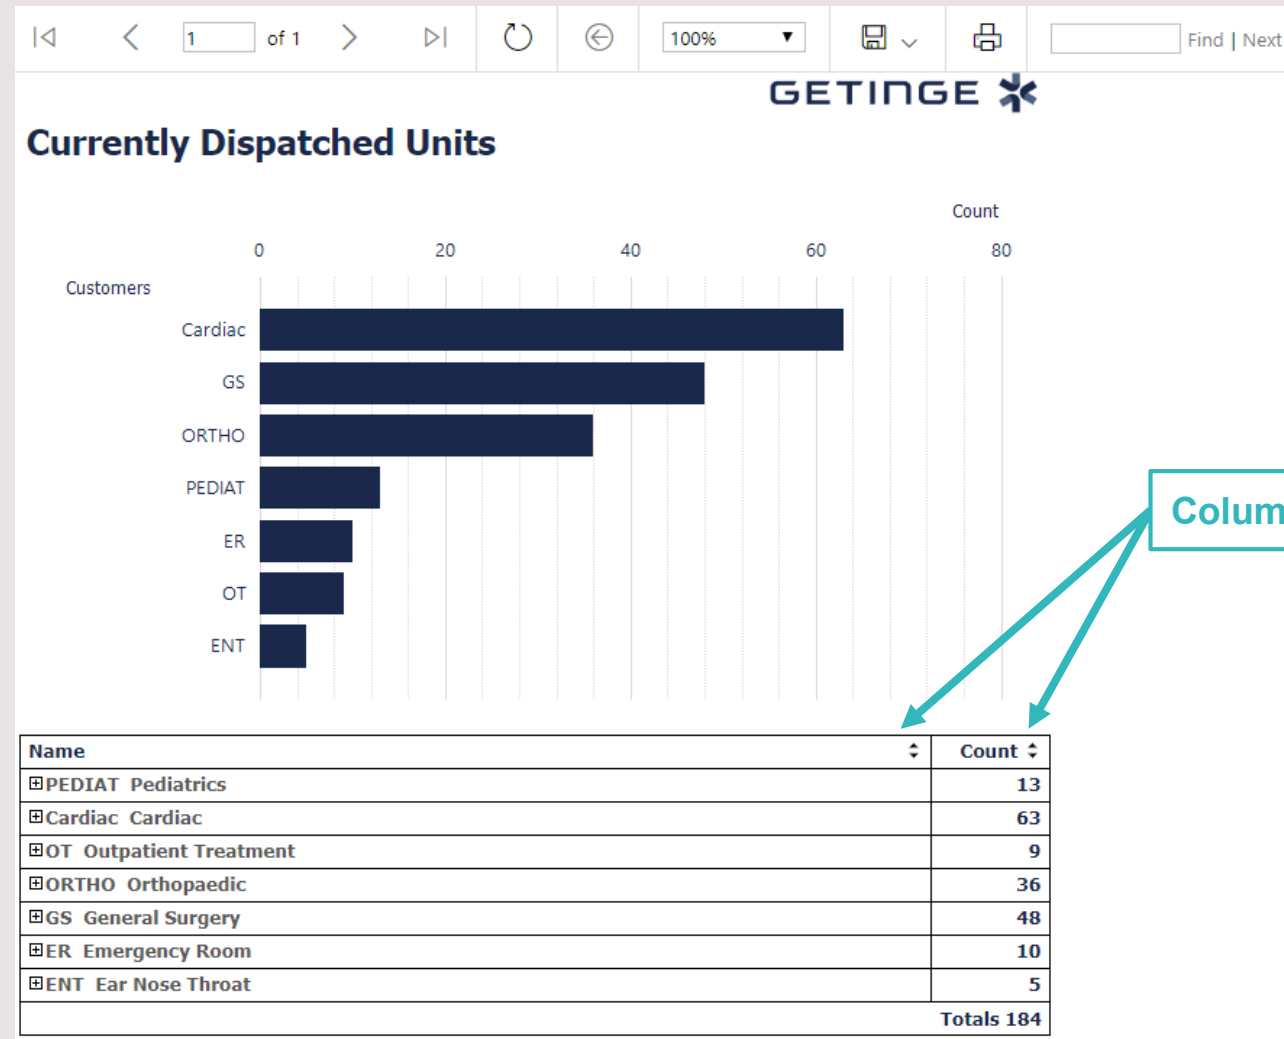 1 of 1 100% Find | Next
GETINGE
Currently Dispatched Units
Count
0 20 40 60 80
Customers
Cardiac
GS
ORTHO
PEDIAT
ER
OT
ENT
Colum
Name Count
PEDIAT Pediatrics 13
Cardiac Cardiac 63
OT Outpatient Treatment 9
ORTHO Orthopaedic 36
GS General Surgery 48
ER Emergency Room 10
ENT Ear Nose Throat 5
Totals 184